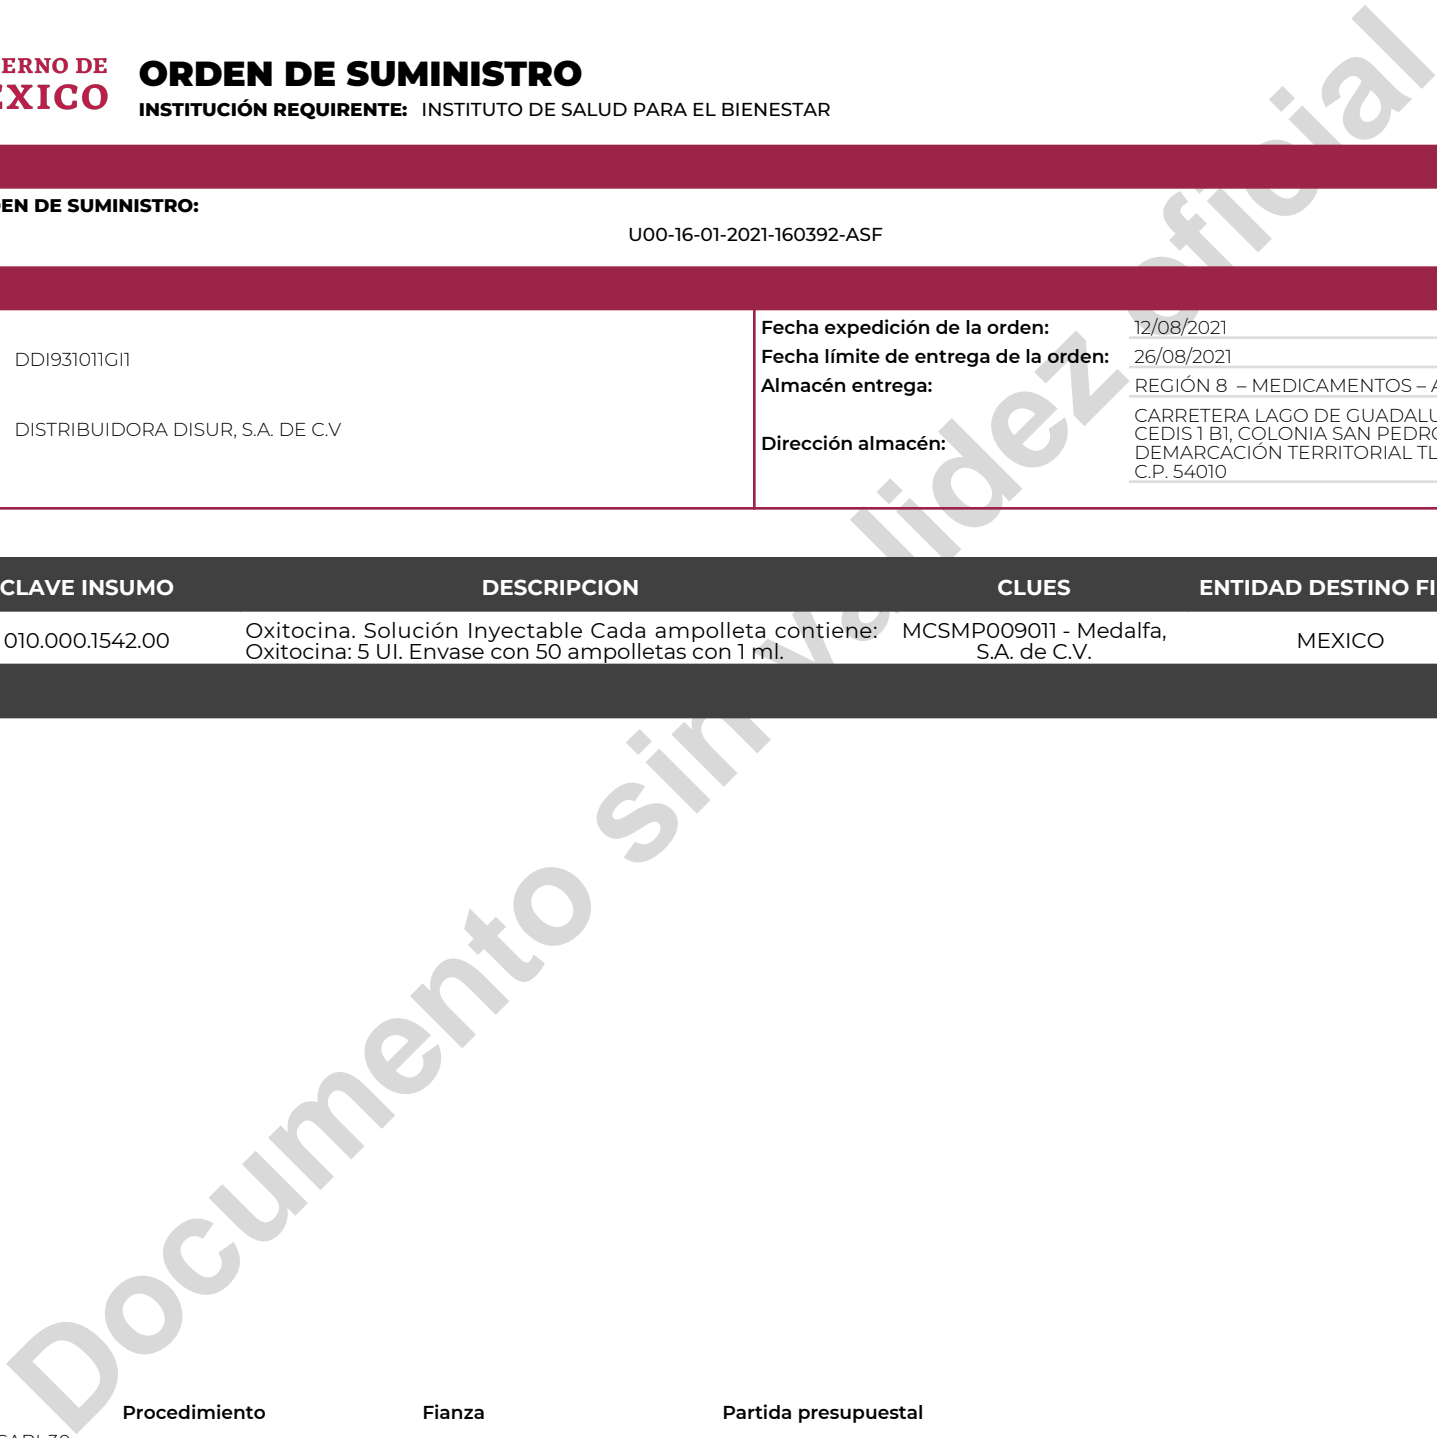 ERNO DE
ORDEN DE SUMINISTRO
EXICO
INSTITUCIÓN REQUIRENTE: INSTITUTO DE SALUD PARA EL BIENESTAR
EN DE SUMINISTRO:
U00-16-01-2021-160392-ASF
DDI931011GI1
DISTRIBUIDORA DISUR, S.A. DE C.V
Fecha expedición de la orden: 12/08/2021
Fecha límite de entrega de la orden: 26/08/2021
Almacén entrega: REGIÓN 8 – MEDICAMENTOS – A
Dirección almacén:
CARRETERA LAGO DE GUADALU
CEDIS 1 B1, COLONIA SAN PEDRO
DEMARCACIÓN TERRITORIAL TL
C.P. 54010
CLAVE INSUMO DESCRIPCION CLUES ENTIDAD DESTINO FI
010.000.1542.00
Oxitocina. Solución Inyectable Cada ampolleta contiene:
Oxitocina: 5 UI. Envase con 50 ampolletas con 1 ml.
MCSMP009011 - Medalfa,
S.A. de C.V.
MEXICO
Documento sin validez oficial
Procedimiento Fianza Partida presupuestal